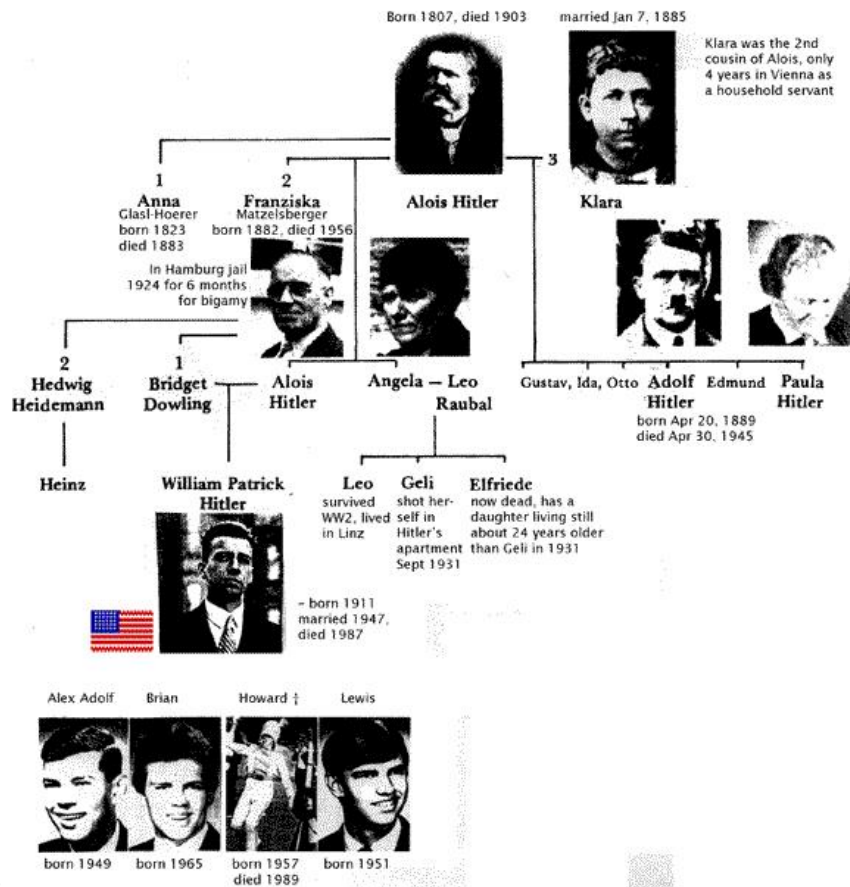 Born 1807, died 1903
married Jan 7, 1885
Klara was the 2nd
cousin of Alois, only
4 years in Vienna as
a household servant
3
1
Anna
Glasl-Hoerer
born 1823
died 1883
2
Franziska
Matzelsberger
born 1882, died 1956
Alois Hitler
Klara
In Hamburg jail
1924 for 6 months
for bigamy
2
Hedwig
Heidemann
1
Bridget
Dowling
Alois
Hitler
Angela – Leo
Raubal
Gustav, Ida, Otto
Adolf
Hitler
born Apr 20, 1889
died Apr 30, 1945
Edmund
Paula
Hitler
Heinz
William Patrick
Hitler
Leo
survived
WW2, lived
in Linz
Geli
shot her-
self in
Hitler's
apartment
Sept 1931
Elfriede
now dead, has a
daughter living still
about 24 years older
than Geli in 1931
– born 1911
married 1947,
died 1987
Alex Adolf
Brian
Howard †
Lewis
born 1949
born 1965
born 1957
died 1989
born 1951